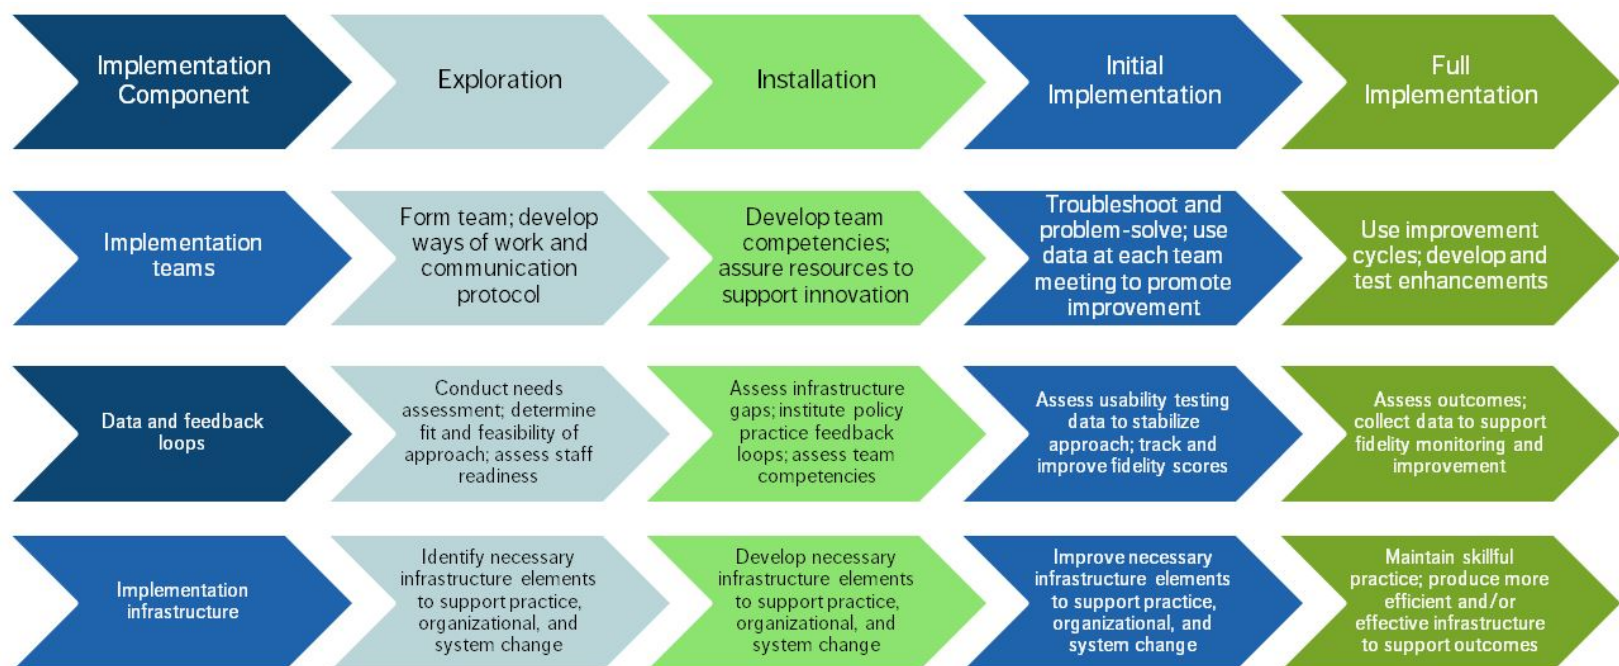 Implementation
Component
Exploration
Installation
Initial
Implementation
Full
Implementation
Implementation
teams
Form team; develop
ways of work and
communication
protocol
Develop team
competencies;
assure resources to
support innovation
Troubleshoot and
problem-solve; use
data at each team
meeting to promote
improvement
Use improvement
cycles; develop and
test enhancements
Data and feedback
loops
Conduct needs
assessment; determine
fit and feasibility of
approach; assess staff
readiness
Assess infrastructure
gaps; institute policy
practice feedback
loops; assess team
competencies
Assess usability testing
data to stabilize
approach; track and
improve fidelity scores
Assess outcomes;
collect data to support
fidelity monitoring and
improvement
Implementation
infrastructure
Identify necessary
infrastructure elements
to support practice,
organizational, and
system change
Develop necessary
infrastructure elements
to support practice,
organizational, and
system change
Improve necessary
infrastructure elements
to support practice,
organizational, and
system change
Maintain skillful
practice; produce more
efficient and/or
effective infrastructure
to support outcomes